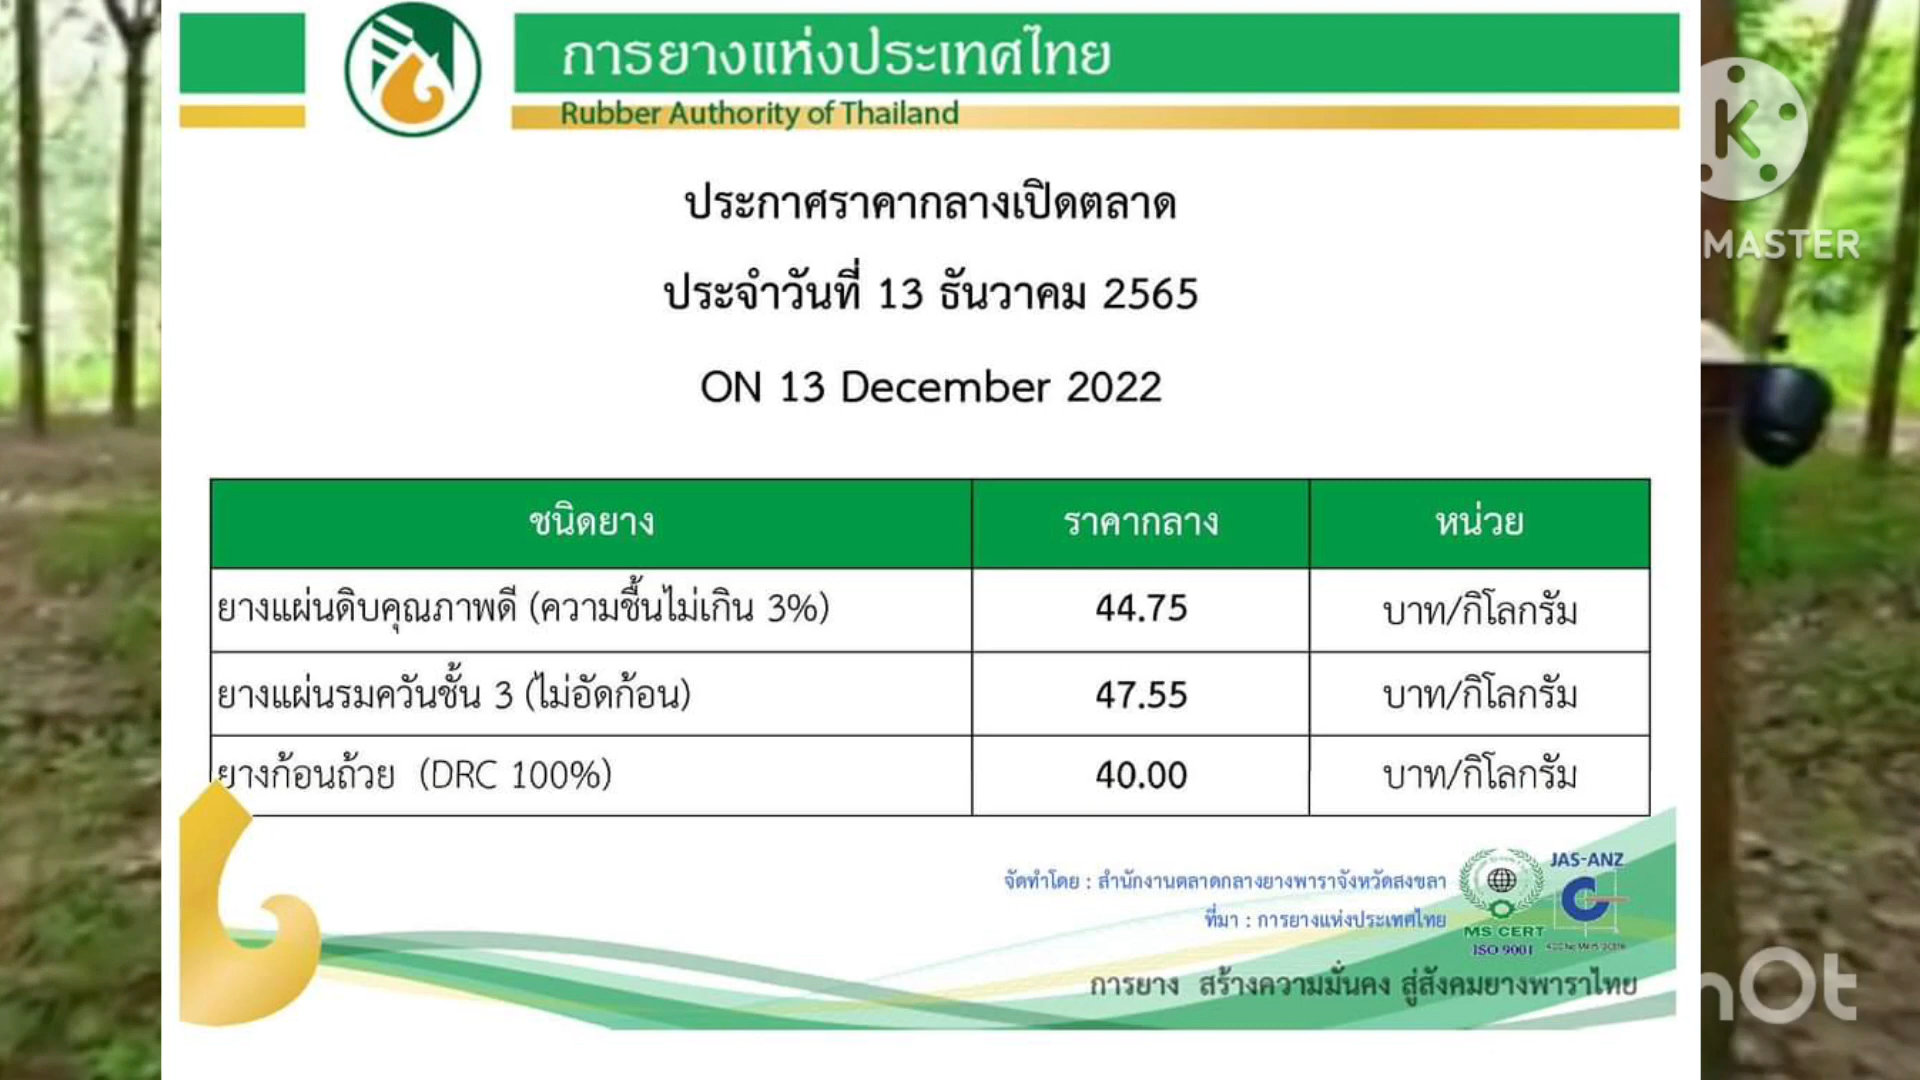 การยางแห่งประเทศไทย
Rubber Authority of Thailand
ประกาศราคากลางเปิดตลาด
ประจำวันที่ 13 ธันวาคม 2565
ON 13 December 2022
ชนิดยาง ราคากลาง หน่วย
ยางแผ่นดิบคุณภาพดี (ความชื้นไม่เกิน 3%) 44.75 บาท/กิโลกรัม
ยางแผ่นรมควันชั้น 3 (ไม่อัดก้อน) 47.55 บาท/กิโลกรัม
ยางก้อนถ้วย (DRC 100%) 40.00 บาท/กิโลกรัม
จัดทำโดย : สำนักงานตลาดกลางยางพาราจังหวัดสงขลา
ที่มา : การยางแห่งประเทศไทย
JAS-ANZ
MS CERT
ISO 9001
การยาง สร้างความมั่นคง สู่สังคมยางพาราไทย
K
MASTER